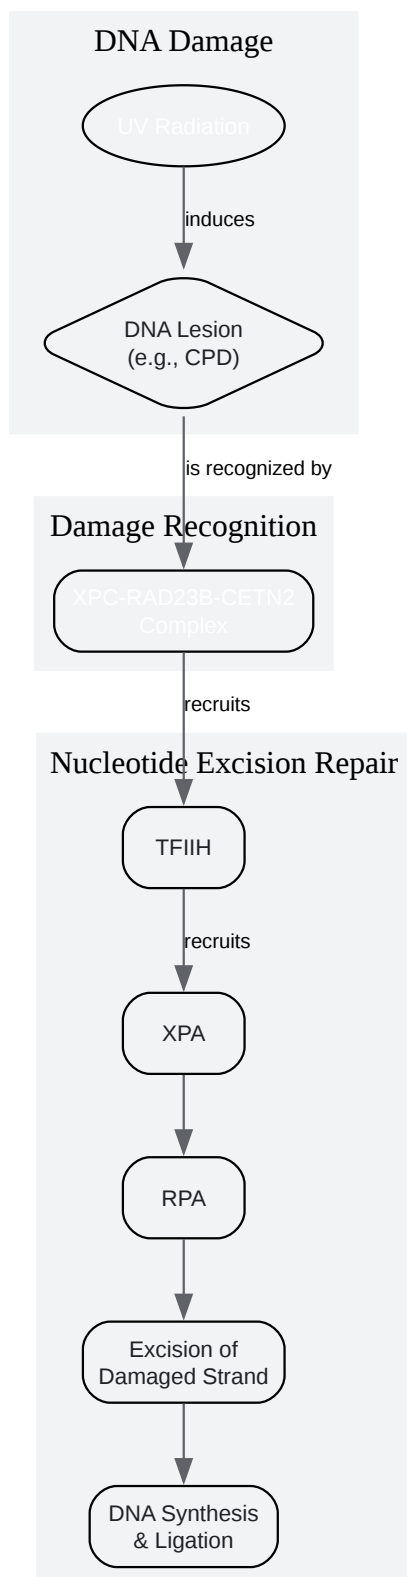 DNA Damage
UV Radiation
induces
DNA Lesion
(e.g., CPD)
is recognized by
Damage Recognition
XPC-RAD23B-CETN2
Complex
recruits
Nucleotide Excision Repair
TFIIH
recruits
XPA
RPA
Excision of
Damaged Strand
DNA Synthesis
& Ligation